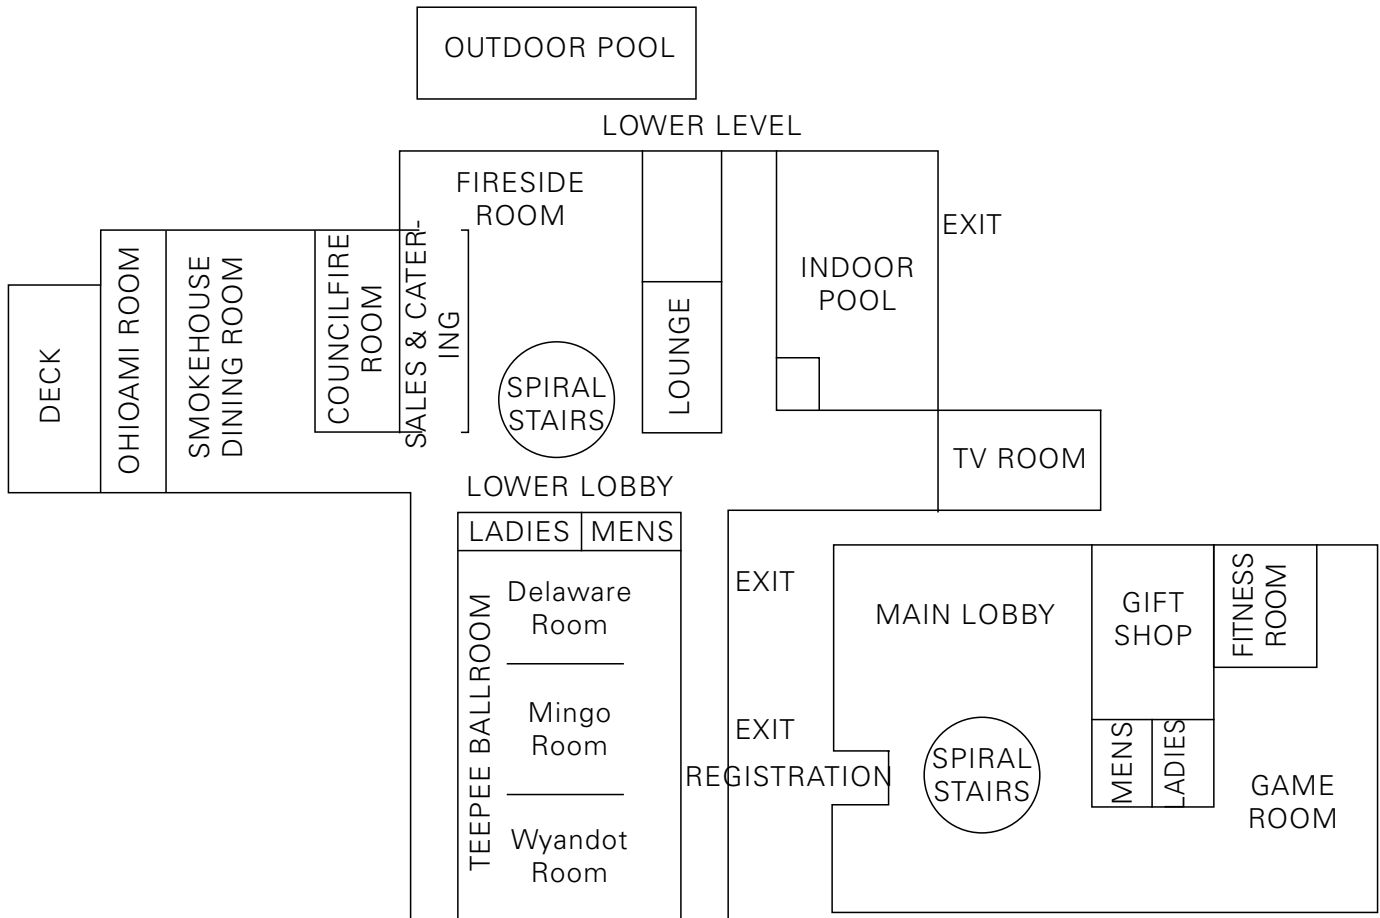 OUTDOOR POOL
LOWER LEVEL
FIRESIDE
ROOM
EXIT
INDOOR
POOL
DECK
OHIOAMI ROOM
SMOKEHOUSE
DINING ROOM
COUNCILFIRE
ROOM
SALES & CATER-
ING
SPIRAL
STAIRS
LOUNGE
TV ROOM
LOWER LOBBY
LADIES
MENS
TEEPEE BALLROOM
Delaware
Room
Mingo
Room
Wyandot
Room
EXIT
EXIT
REGISTRATION
MAIN LOBBY
GIFT
SHOP
FITNESS
ROOM
SPIRAL
STAIRS
MENS
LADIES
GAME
ROOM